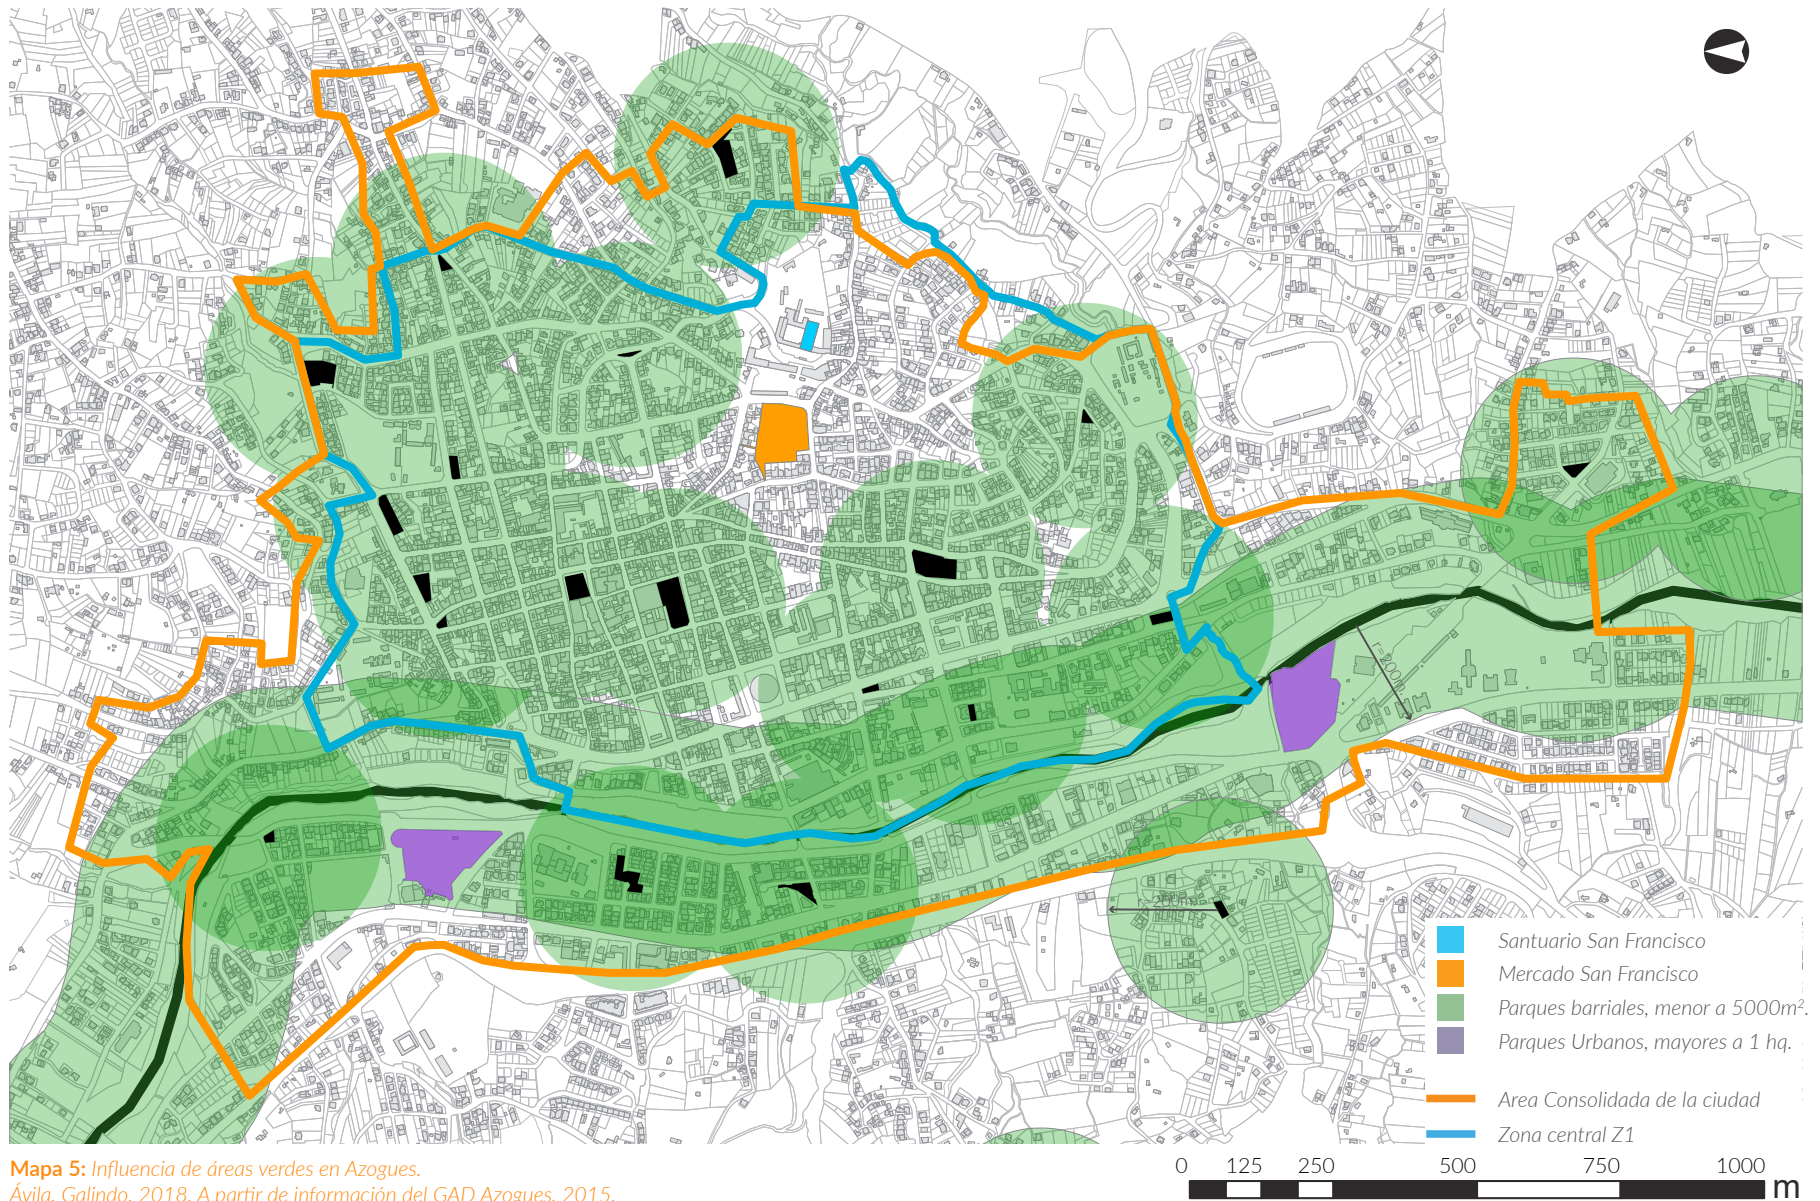 r=200m.
Santuario San Francisco
Mercado San Francisco
Parques barriales, menor a 5000m².
Parques Urbanos, mayores a 1 hq.
Area Consolidada de la ciudad
Zona central Z1
0 125 250 500 750 1000 m
Mapa 5: Influencia de áreas verdes en Azogues.
Ávila, Galindo, 2018. A partir de información del GAD Azogues, 2015.